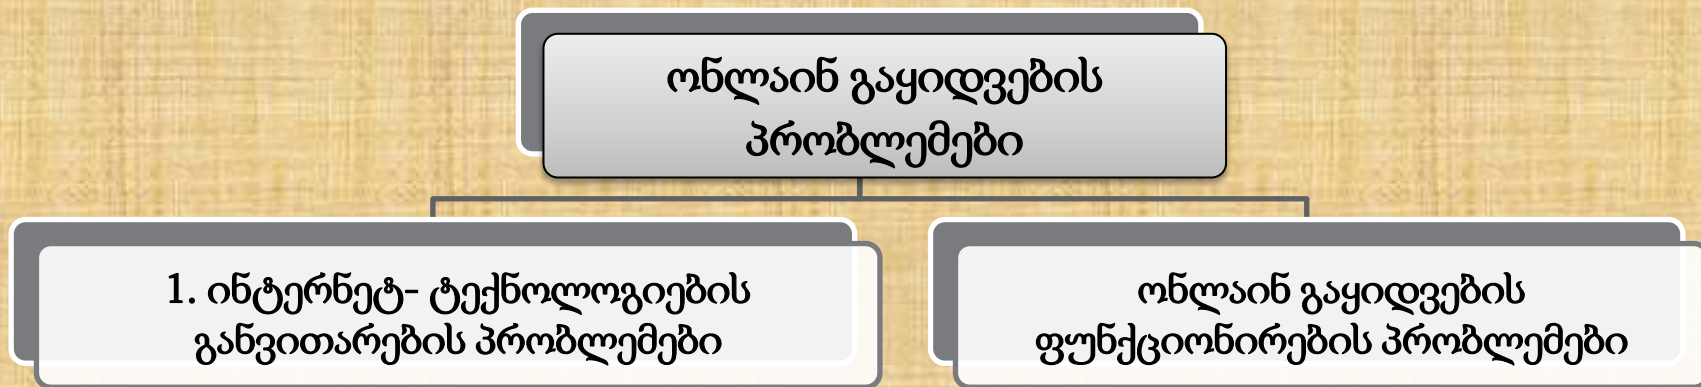 ონლაინ გაყიდვების
პრობლემები
1. ინტერნეტ- ტექნოლოგიების
განვითარების პრობლემები
ონლაინ გაყიდვების
ფუნქციონირების პრობლემები